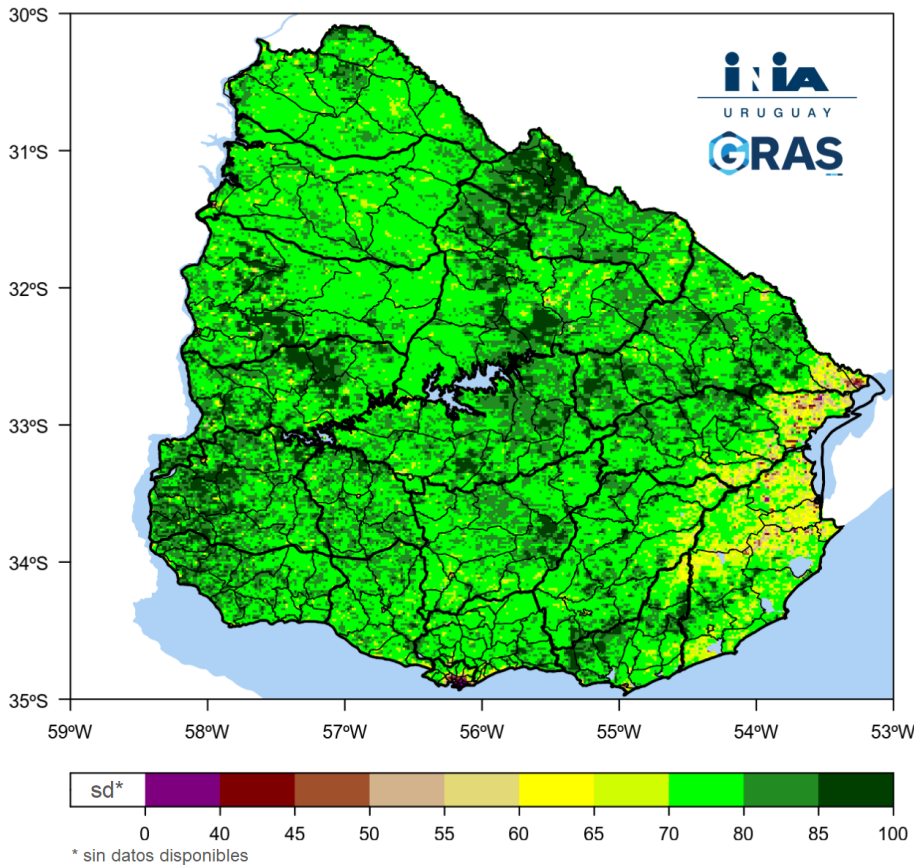 30ºS
31ºS
32ºS
33ºS
34ºS
35ºS
59ºW 58ºW 57ºW 56ºW 55ºW 54ºW 53ºW
iNiA
URUGUAY
GRAS
sd*
0 40 45 50 55 60 65 70 80 85 100
* sin datos disponibles